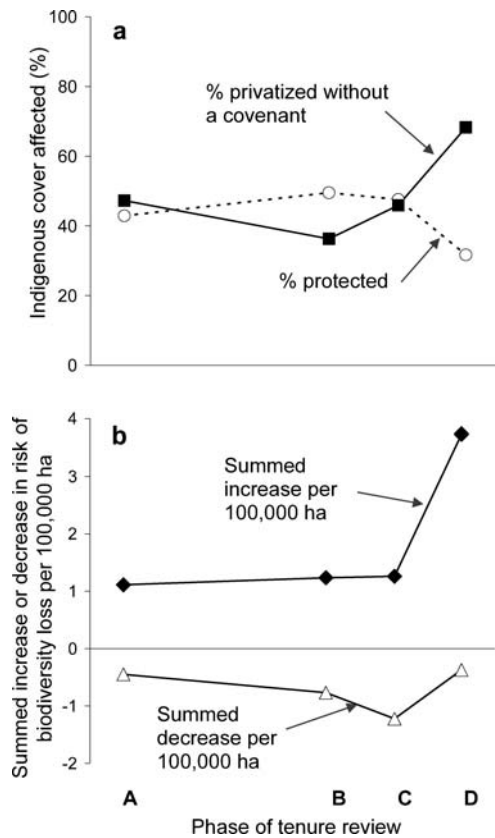 a
Indigenous cover affected (%)
100
80
60
40
20
0
% privatized without
a covenant
% protected
b
Summed increase or decrease in risk of
biodiversity loss per 100,000 ha
4
3
2
1
0
-1
-2
Summed
increase per
100,000 ha
Summed
decrease per
100,000 ha
A B C D
Phase of tenure review